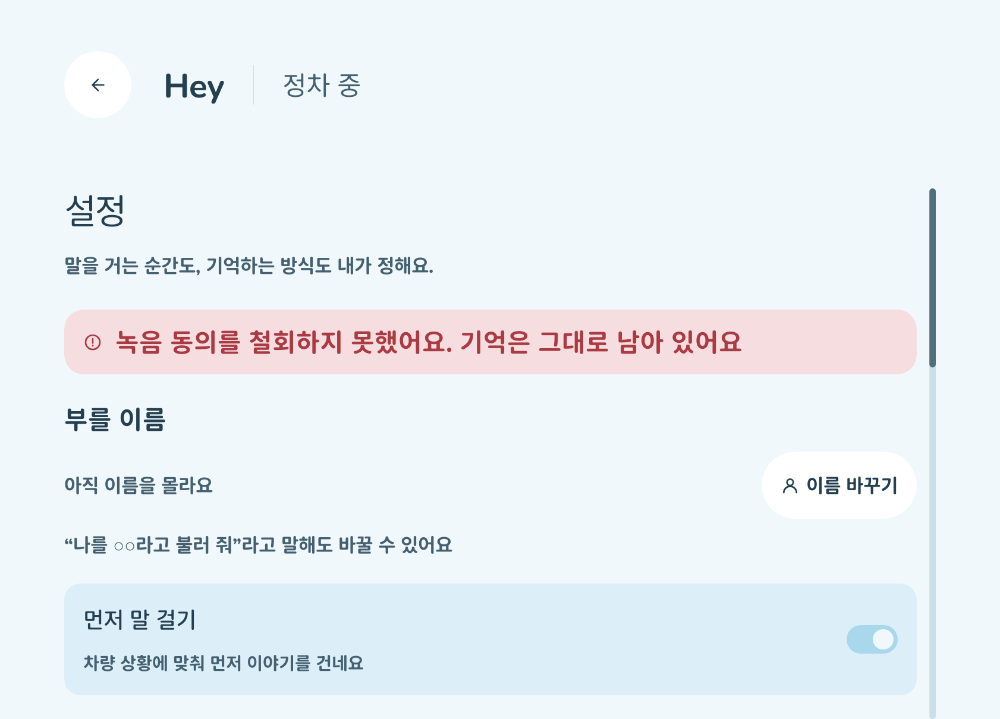 Hey
정차 중
설정
말을 거는 순간도, 기억하는 방식도 내가 정해요.
녹음 동의를 철회하지 못했어요. 기억은 그대로 남아 있어요
부를 이름
아직 이름을 몰라요
이름 바꾸기
“나를 ○○라고 불러 줘”라고 말해도 바꿀 수 있어요
먼저 말 걸기
차량 상황에 맞춰 먼저 이야기를 건네요